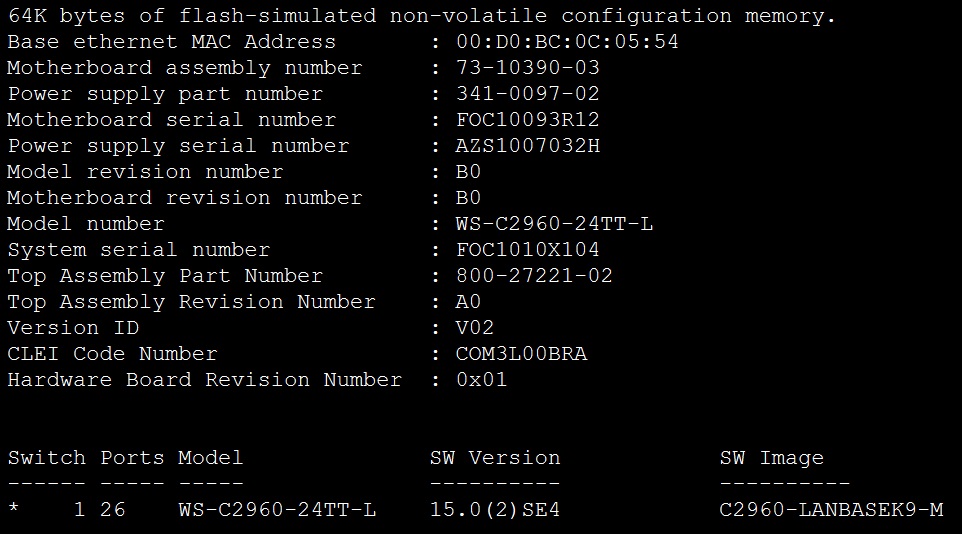 64K bytes of flash-simulated non-volatile configuration memory.
Base ethernet MAC Address       : 00:D0:BC:0C:05:54
Motherboard assembly number     : 73-10390-03
Power supply part number        : 341-0097-02
Motherboard serial number       : FOC10093R12
Power supply serial number      : AZS1007032H
Model revision number           : B0
Motherboard revision number     : B0
Model number                    : WS-C2960-24TT-L
System serial number            : FOC1010X104
Top Assembly Part Number        : 800-27221-02
Top Assembly Revision Number    : A0
Version ID                      : V02
CLEI Code Number                : COM3L00BRA
Hardware Board Revision Number  : 0x01
Switch Ports Model              SW Version            SW Image
------ ----- -----              ----------            ----------
*    1 26    WS-C2960-24TT-L    15.0(2)SE4            C2960-LANBASEK9-M